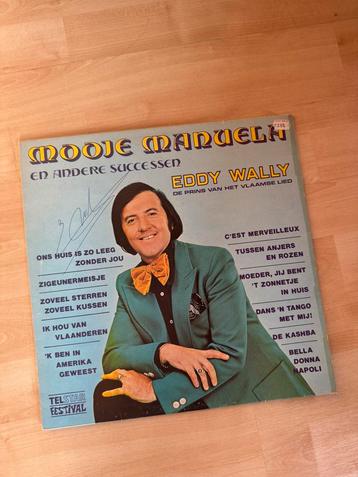 MOOIE MANUELA
EN ANDERE SUCCESSEN
EDDY WALLY
DE PRINS VAN HET VLAAMSE LIED
ONS HUIS IS ZO LEEG
ZONDER JOU
ZIGEUNERMEISJE
ZOVEEL STERREN
ZOVEEL KUSSEN
IK HOU VAN
VLAANDEREN
'K BEN IN
AMERIKA
GEWEEST
C'EST MERVEILLEUX
TUSSEN ANJERS
EN ROZEN
MOEDER, JIJ BENT
'T ZONNETJE
IN HUIS
DANS 'N TANGO
MET MIJ!
DE KASHBA
BELLA
DONNA
NAPOLI
TELSTAR
FESTIVAL